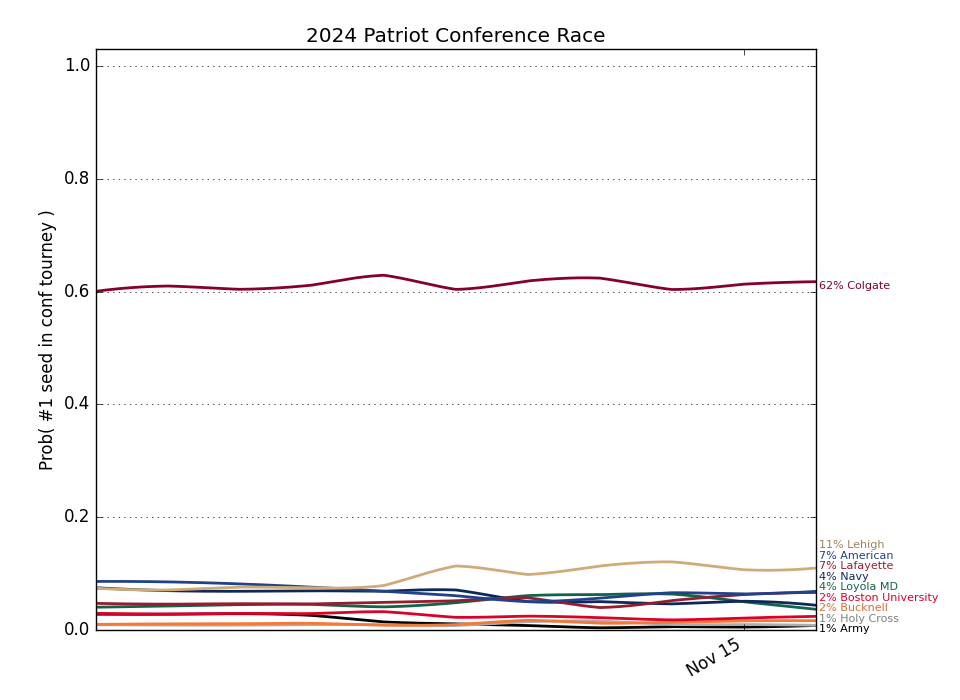 2024 Patriot Conference Race
Prob( #1 seed in conf tourney )
1.0
0.8
0.6
0.4
0.2
0.0
Nov 15
62% Colgate
11% Lehigh
7% American
7% Lafayette
4% Navy
4% Loyola MD
2% Boston University
2% Bucknell
1% Holy Cross
1% Army